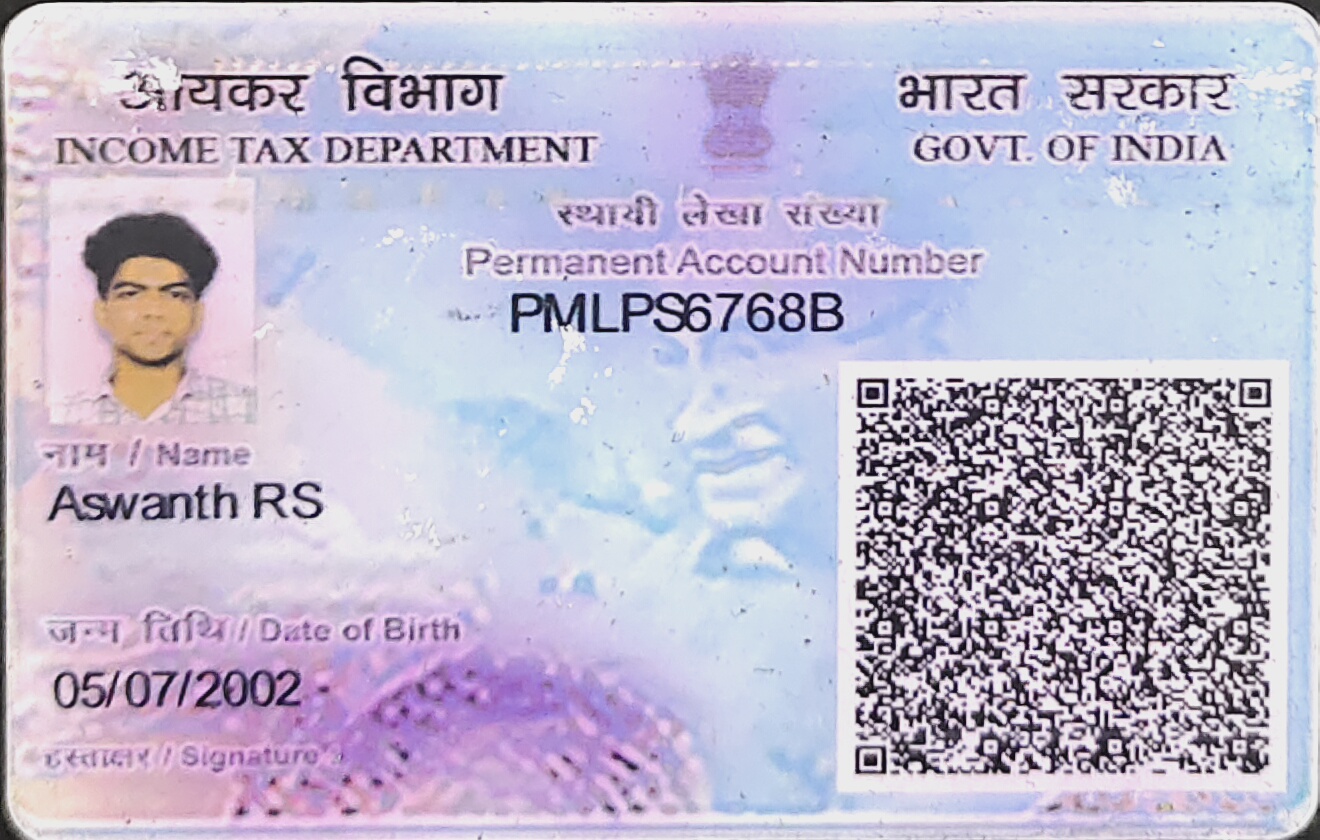 आयकर विभाग
INCOME TAX DEPARTMENT
भारत सरकार
GOVT. OF INDIA
स्थायी लेखा संख्या
Permanent Account Number
PMLPS6768B
नाम / Name
Aswanth RS
जन्म तिथि / Date of Birth
05/07/2002
हस्ताक्षर / Signature